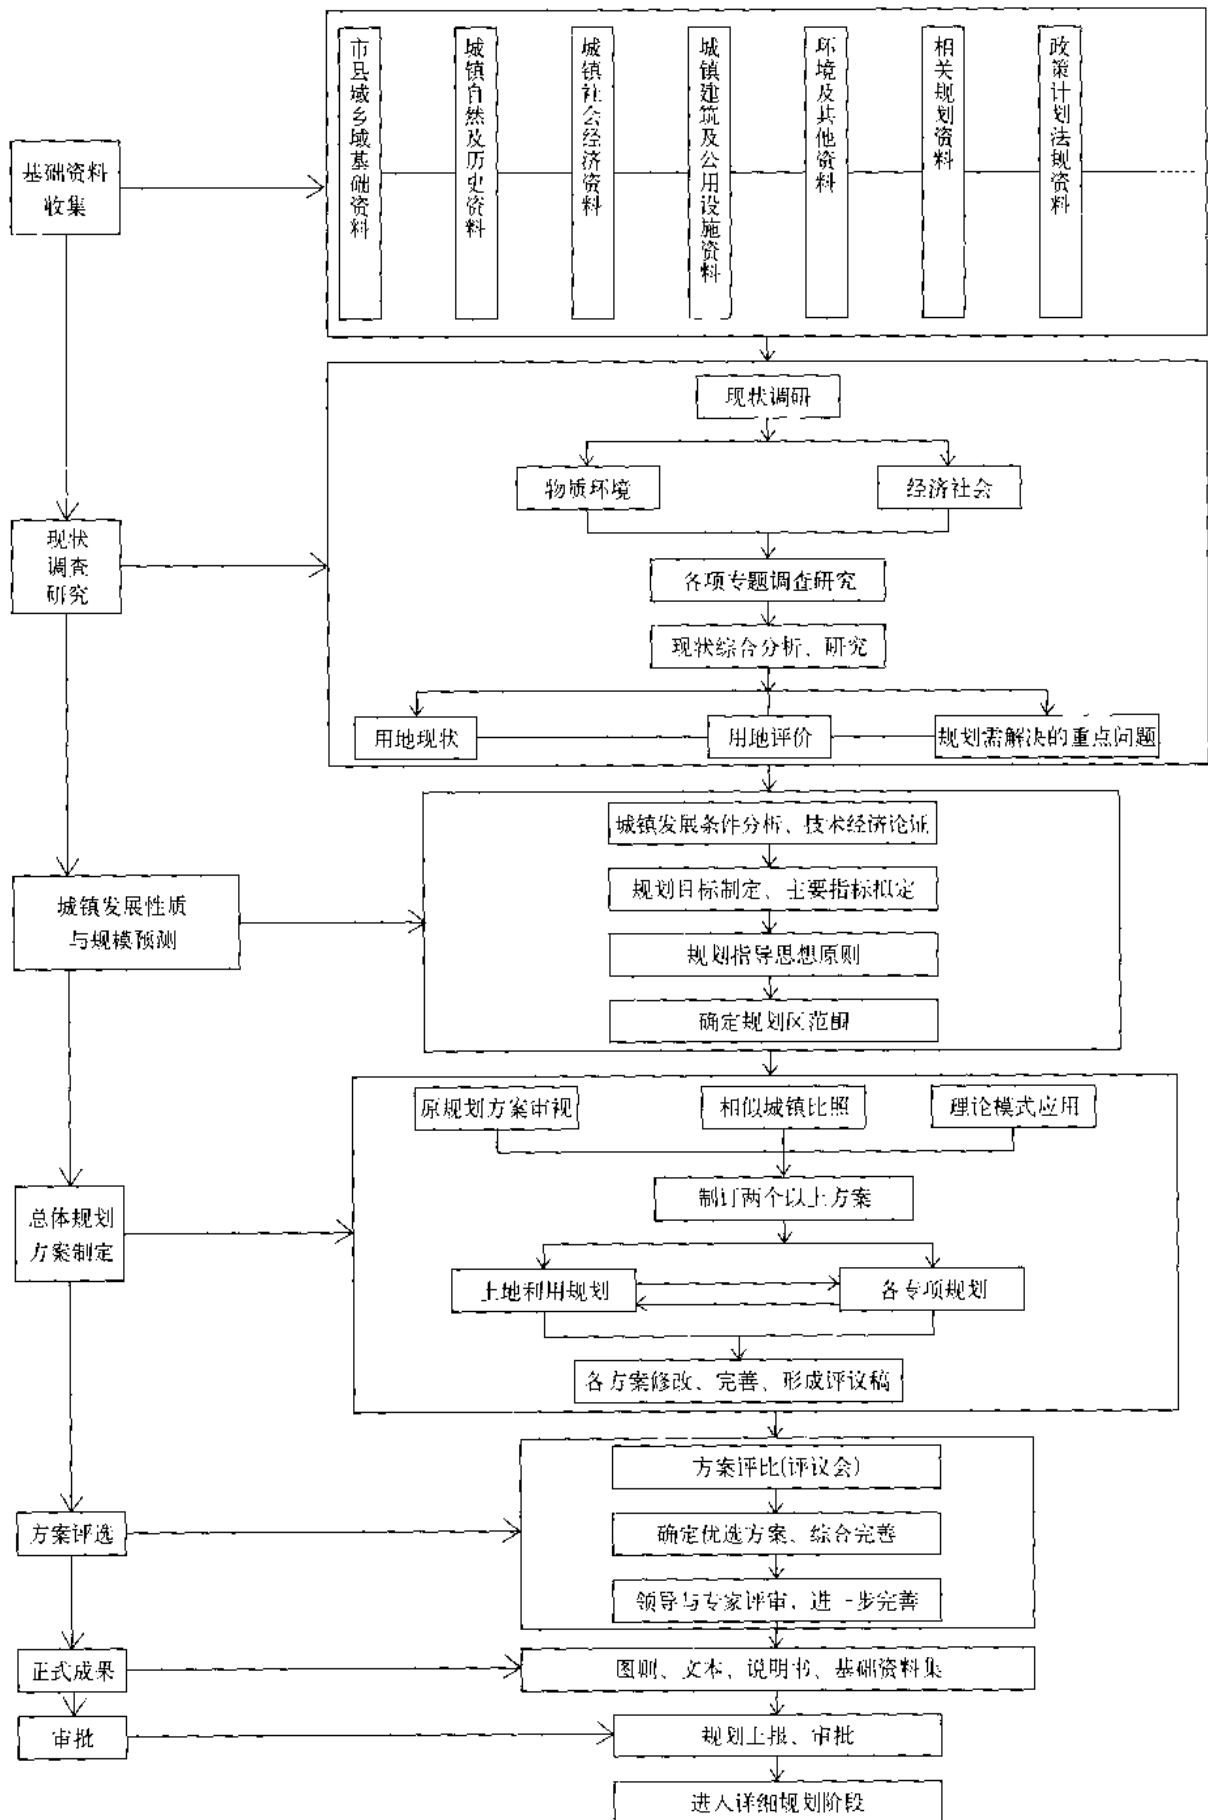 市县域乡域基础资料
城镇自然及历史资料
城镇社会经济资料
城镇建筑及公用设施资料
环境及其他资料
相关规划资料
政策计划法规资料
基础资料
收集
现状调研
物质环境
经济社会
现状
调查
研究
各项专题调查研究
现状综合分析、研究
用地现状
用地评价
规划需解决的重点问题
城镇发展条件分析、技术经济论证
规划目标制定、主要指标拟定
城镇发展性质
与规模预测
规划指导思想原则
确定规划区范围
原规划方案审视
相似城镇比照
理论模式应用
制订两个以上方案
总体规划
方案制定
土地利用规划
各专项规划
各方案修改、完善、形成评议稿
方案评比(评议会)
方案评选
确定优选方案、综合完善
领导与专家评审、进一步完善
正式成果
图则、文本、说明书、基础资料集
审批
规划上报、审批
进入详细规划阶段